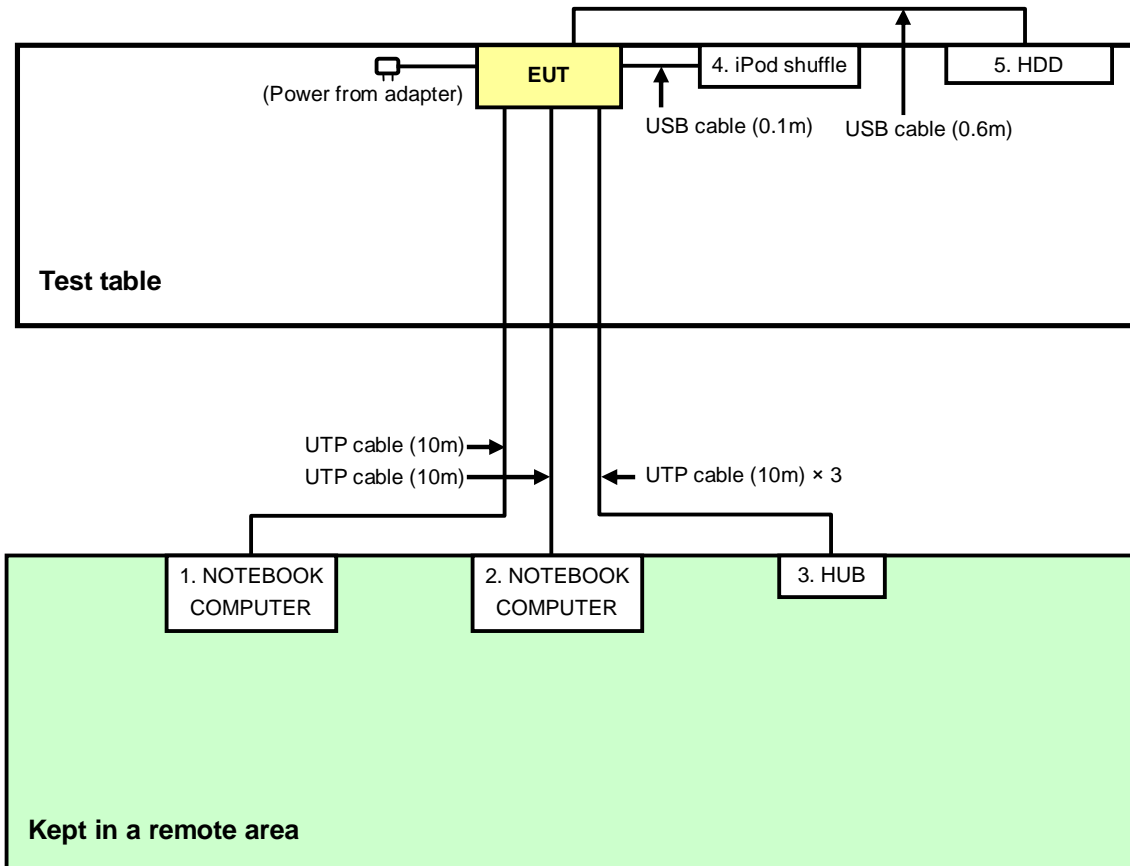 EUT
4. iPod shuffle
5. HDD
(Power from adapter)
USB cable (0.1m)
USB cable (0.6m)
Test table
UTP cable (10m)
UTP cable (10m)
UTP cable (10m) × 3
1. NOTEBOOK
COMPUTER
2. NOTEBOOK
COMPUTER
3. HUB
Kept in a remote area